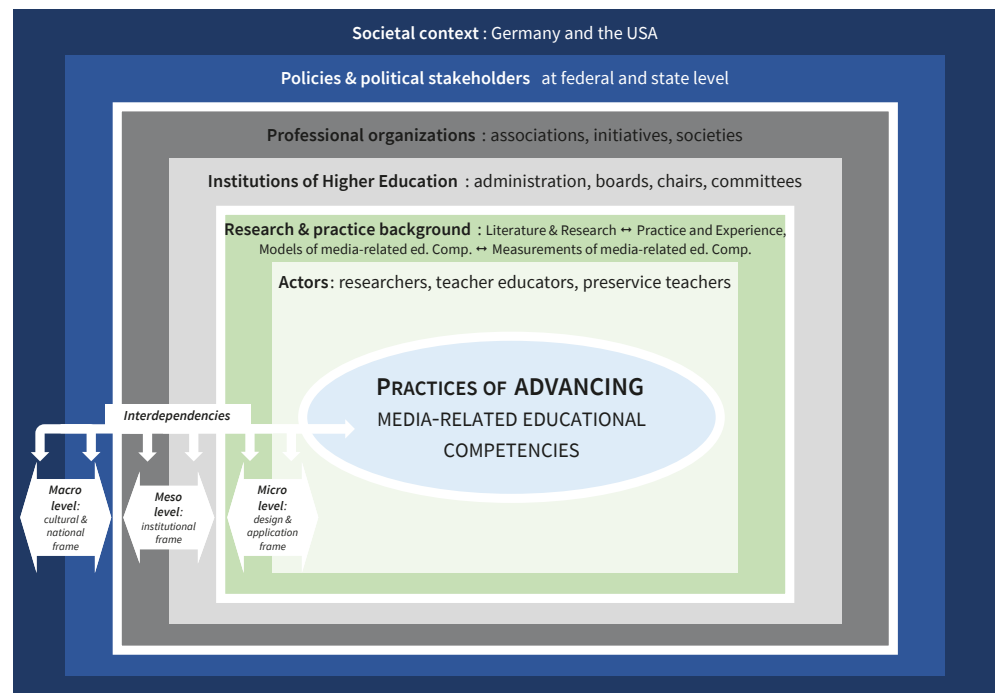 Societal context : Germany and the USA
Policies & political stakeholders at federal and state level
Professional organizations : associations, initiatives, societies
Institutions of Higher Education : administration, boards, chairs, committees
Research & practice background : Literature & Research ↔ Practice and Experience,
Models of media-related ed. Comp. ↔ Measurements of media-related ed. Comp.
Actors: researchers, teacher educators, preservice teachers
PRACTICES OF ADVANCING
MEDIA-RELATED EDUCATIONAL
COMPETENCIES
Interdependencies
Macro
level:
cultural &
national
frame
Meso
level:
institutional
frame
Micro
level:
design &
application
frame